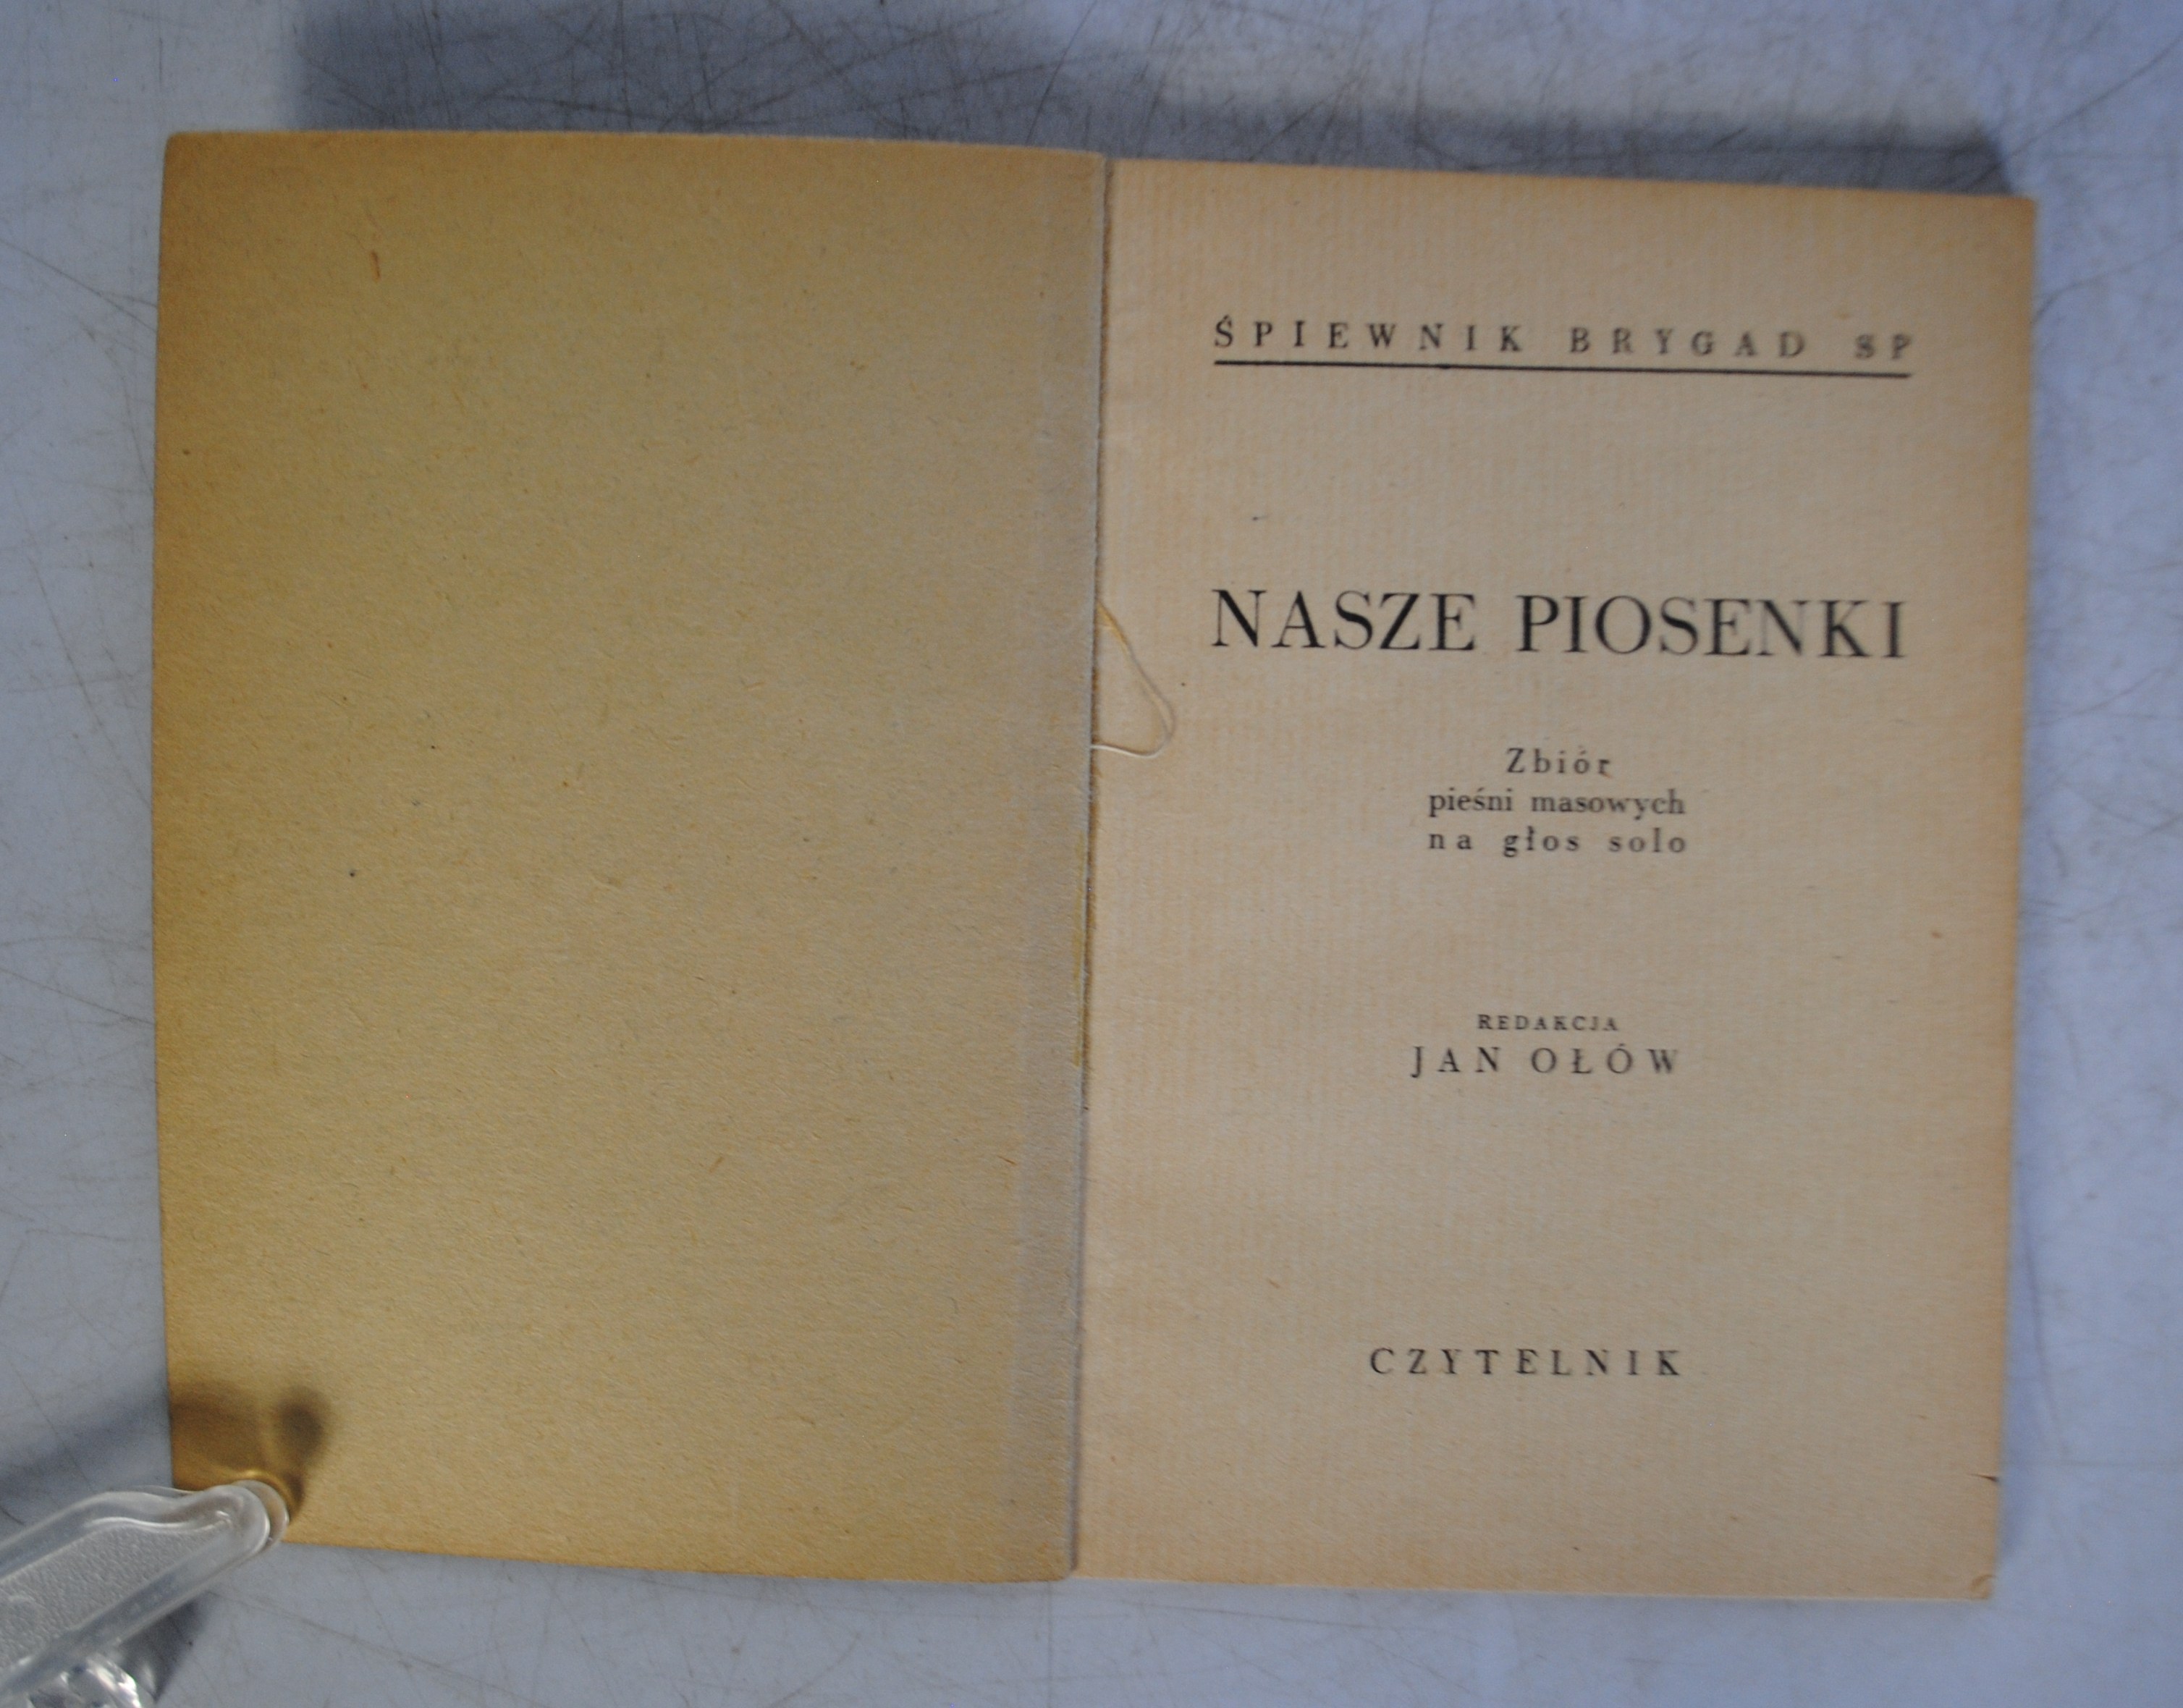 ŚPIEWNIK BRYGAD SP
NASZE PIOSENKI
Zbiór
pieśni masowych
na głos solo
REDAKCJA
JAN OŁÓW
CZYTELNIK